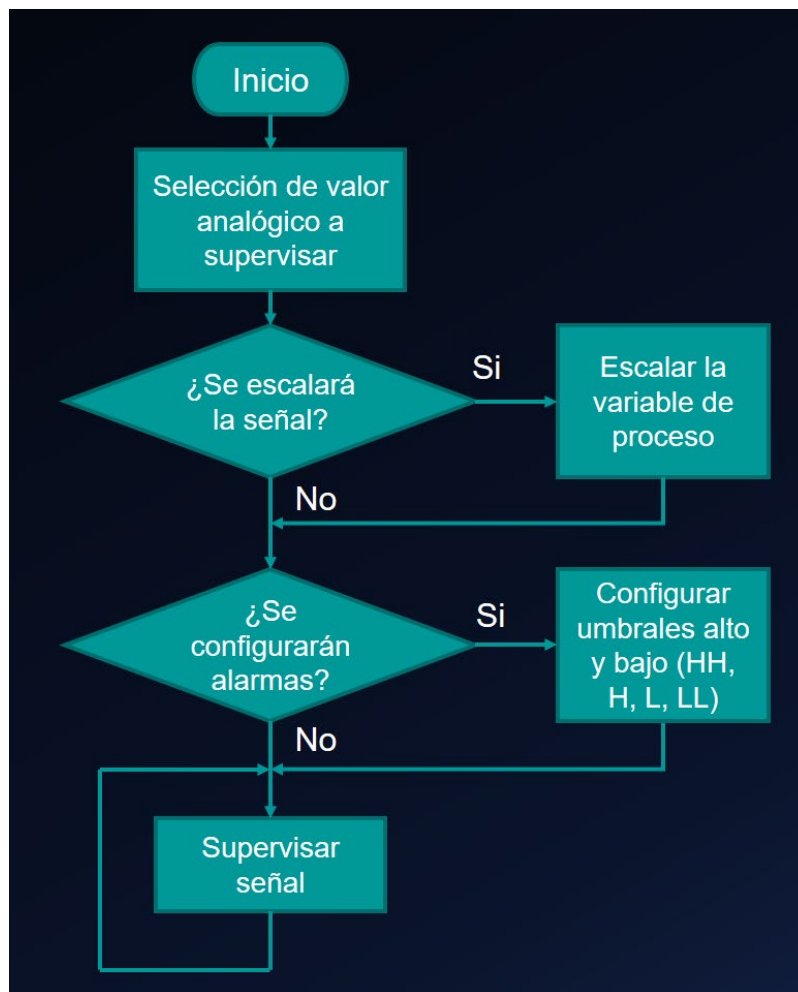 Inicio
Selección de valor
analógico a
supervisar
¿Se escalará
la señal?
Si
Escalar la
variable de
proceso
No
¿Se
configurarán
alarmas?
Si
Configurar
umbrales alto
y bajo (HH,
H, L, LL)
No
Supervisar
señal